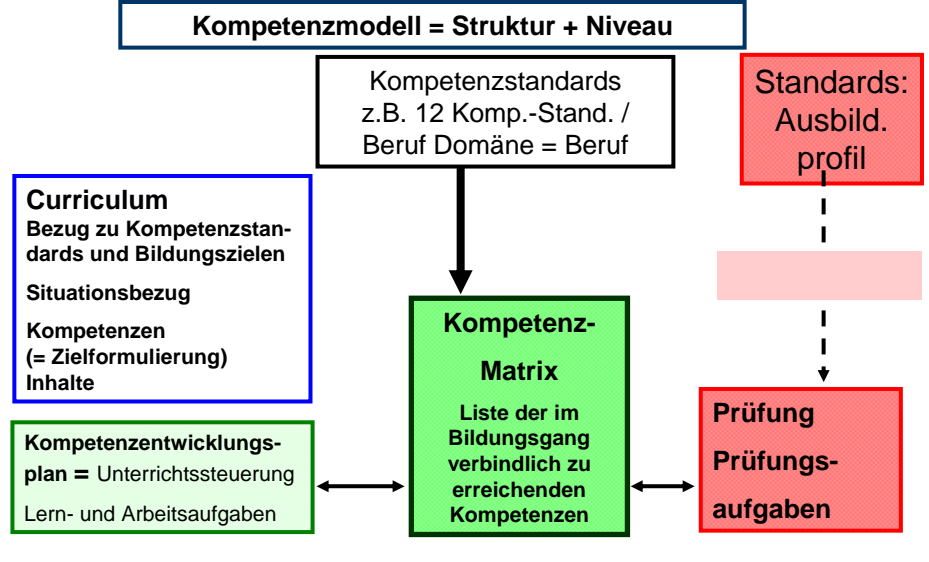 Kompetenzmodell = Struktur + Niveau
Kompetenzstandards
z.B. 12 Komp.-Stand. /
Beruf Domäne = Beruf
Standards:
Ausbild.
profil
Curriculum
Bezug zu Kompetenzstan-
dards und Bildungszielen
Situationsbezug
Kompetenzen
(= Zielformulierung)
Inhalte
Kompetenz-
Matrix
Liste der im
Bildungsgang
verbindlich zu
erreichenden
Kompetenzen
Kompetenzentwicklungs-
plan = Unterrichtssteuerung
Lern- und Arbeitsaufgaben
Prüfung
Prüfungs-
aufgaben